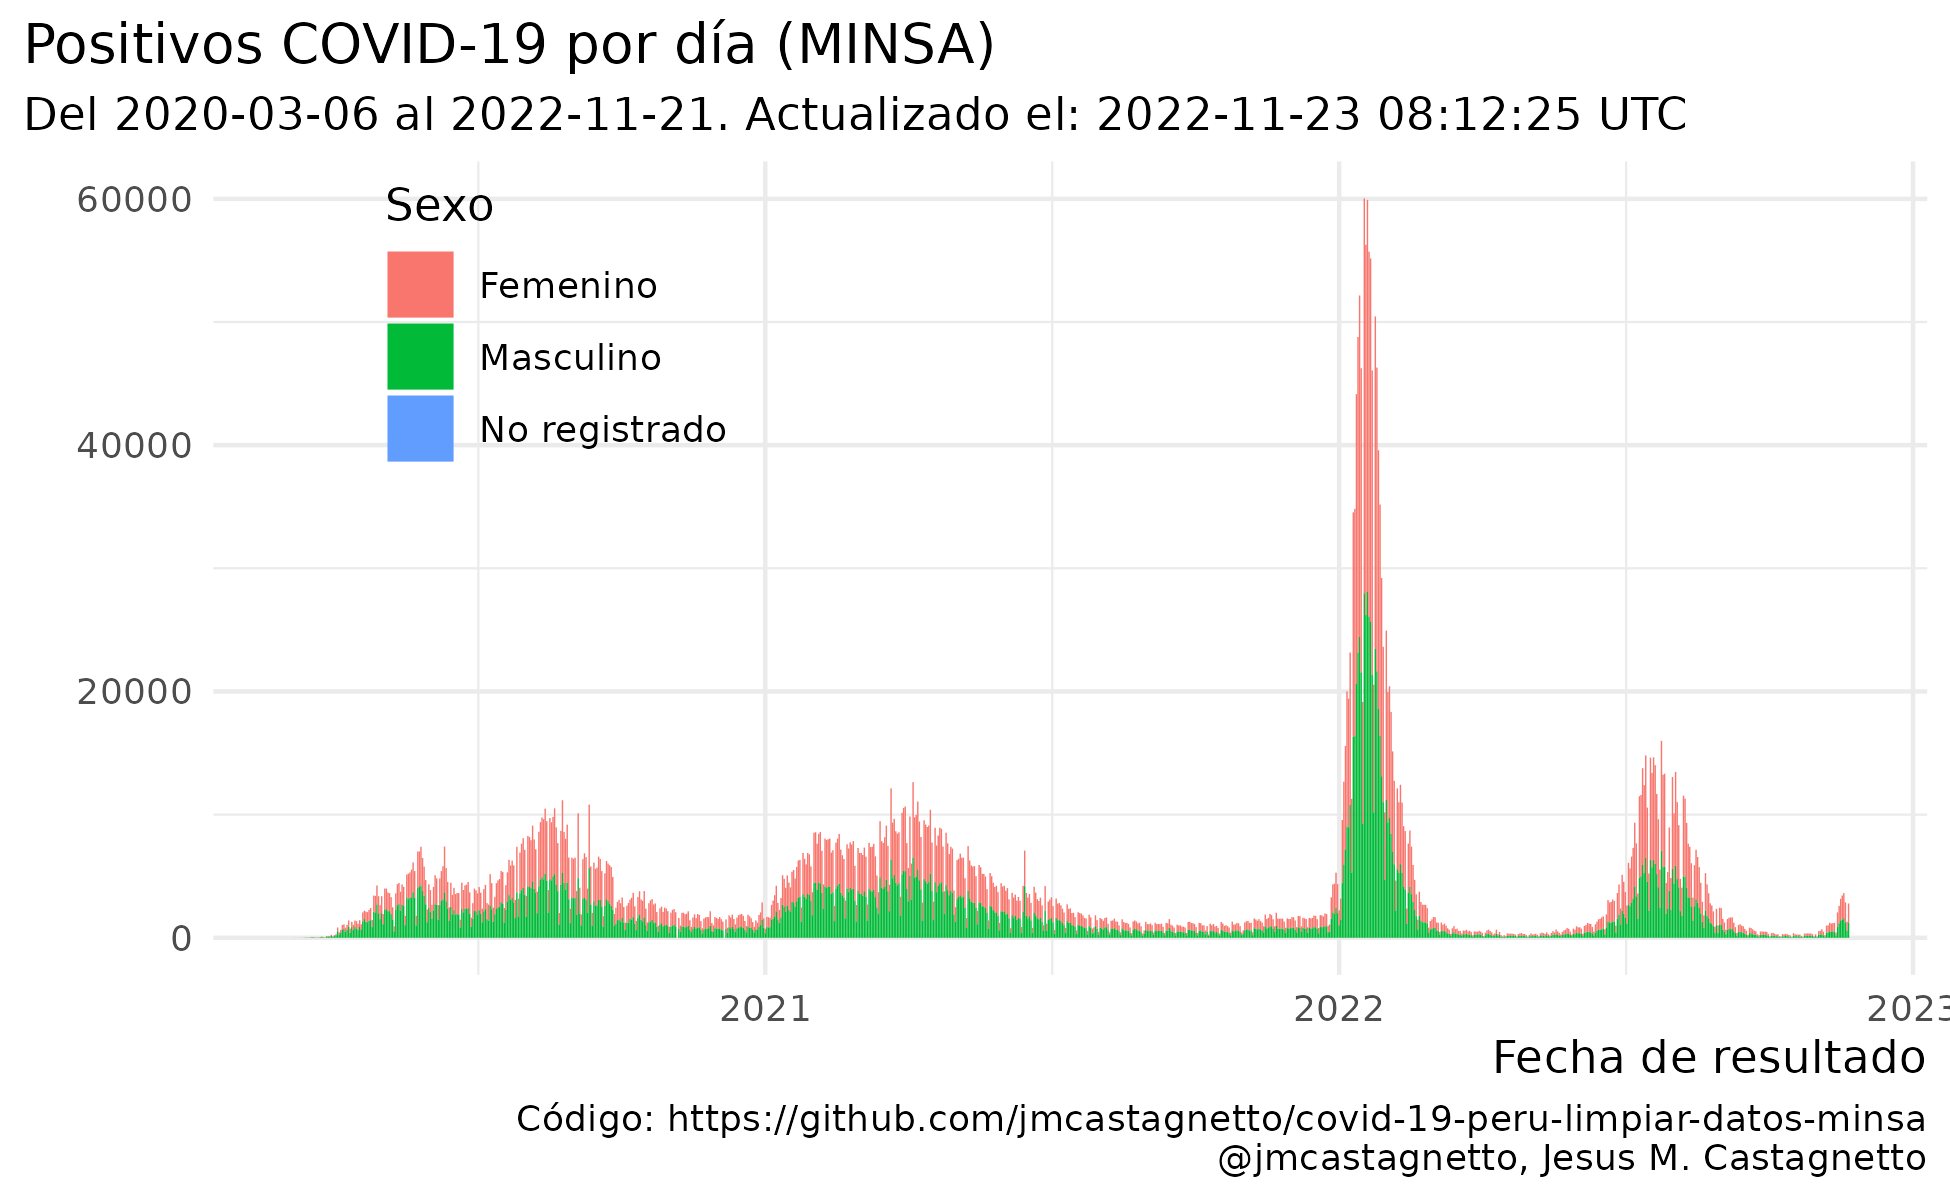 Positivos COVID-19 por día (MINSA)
Del 2020-03-06 al 2022-11-21. Actualizado el: 2022-11-23 08:12:25 UTC
Sexo
Femenino
Masculino
No registrado
60000
40000
20000
0
2021
2022
2023
Fecha de resultado
Código: https://github.com/jmcastagnetto/covid-19-peru-limpiar-datos-minsa
@jmcastagnetto, Jesus M. Castagnetto